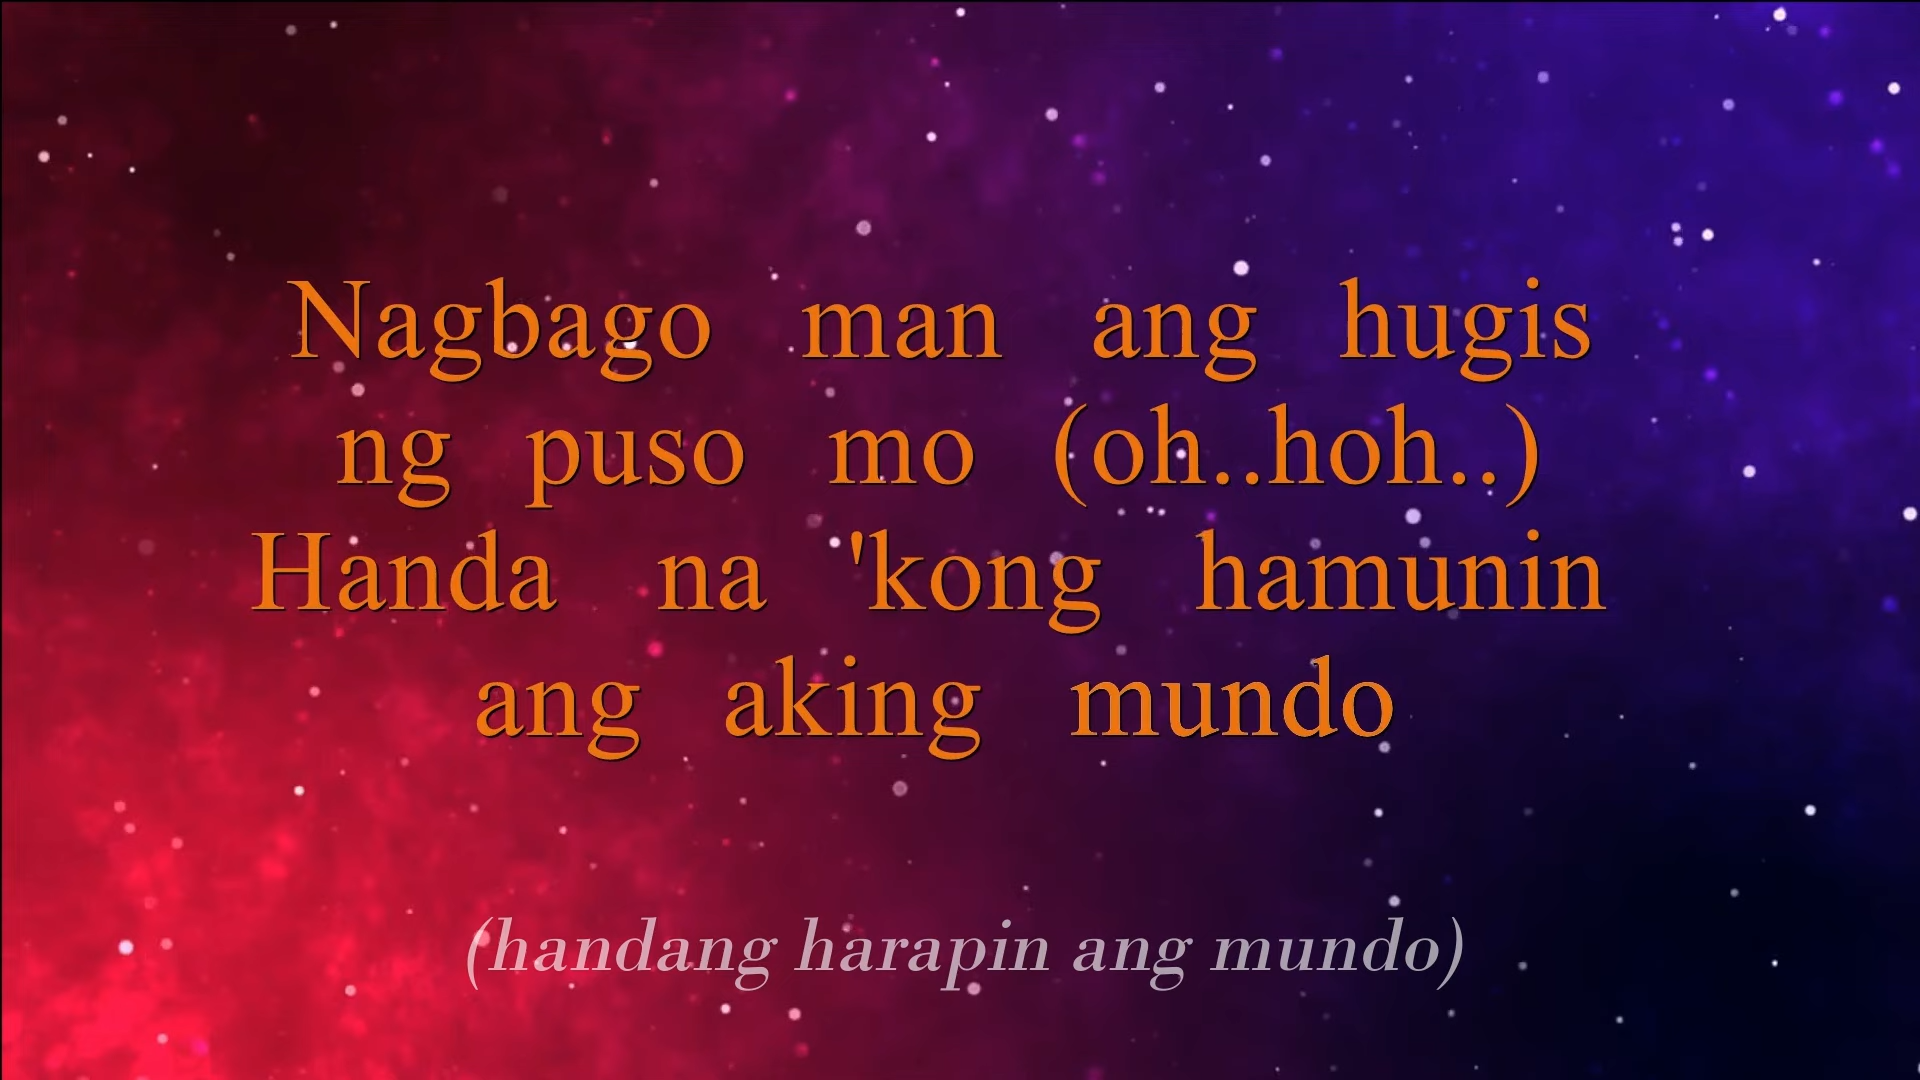 Nagbago man ang hugis
ng puso mo (oh..hoh..)
Handa na 'kong hamunin
ang aking mundo
(handang harapin ang mundo)